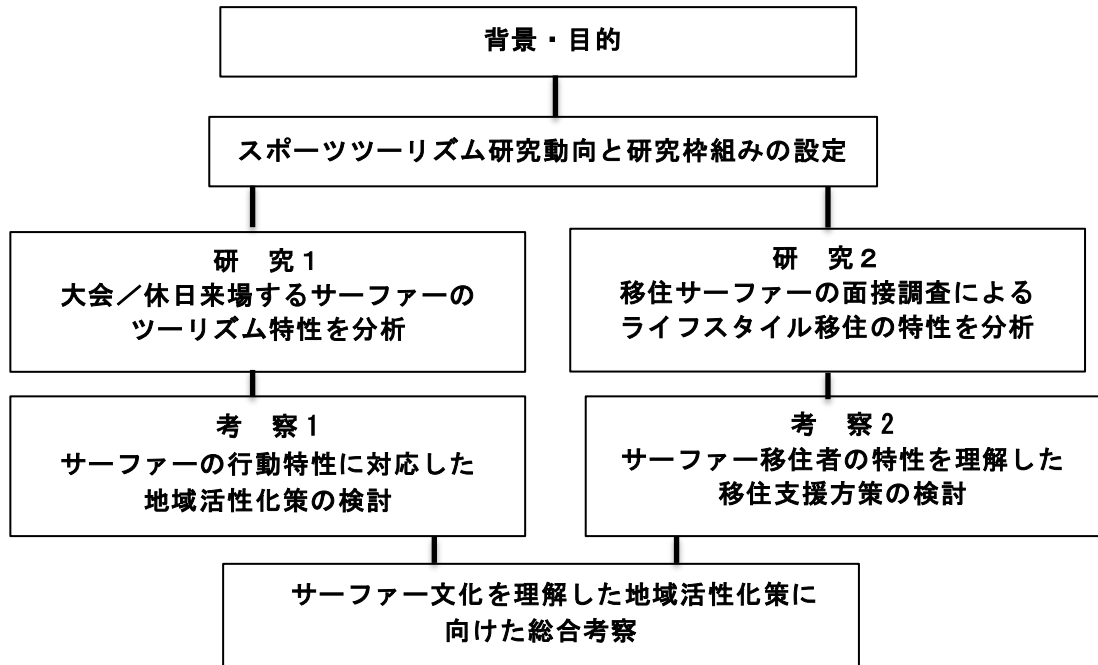 背景・目的
スポーツツーリズム研究動向と研究枠組みの設定
研　究１
大会／休日来場するサーファーの
ツーリズム特性を分析
研　究２
移住サーファーの面接調査による
ライフスタイル移住の特性を分析
考　察１
サーファーの行動特性に対応した
地域活性化策の検討
考　察２
サーファー移住者の特性を理解した
移住支援方策の検討
サーファー文化を理解した地域活性化策に
向けた総合考察